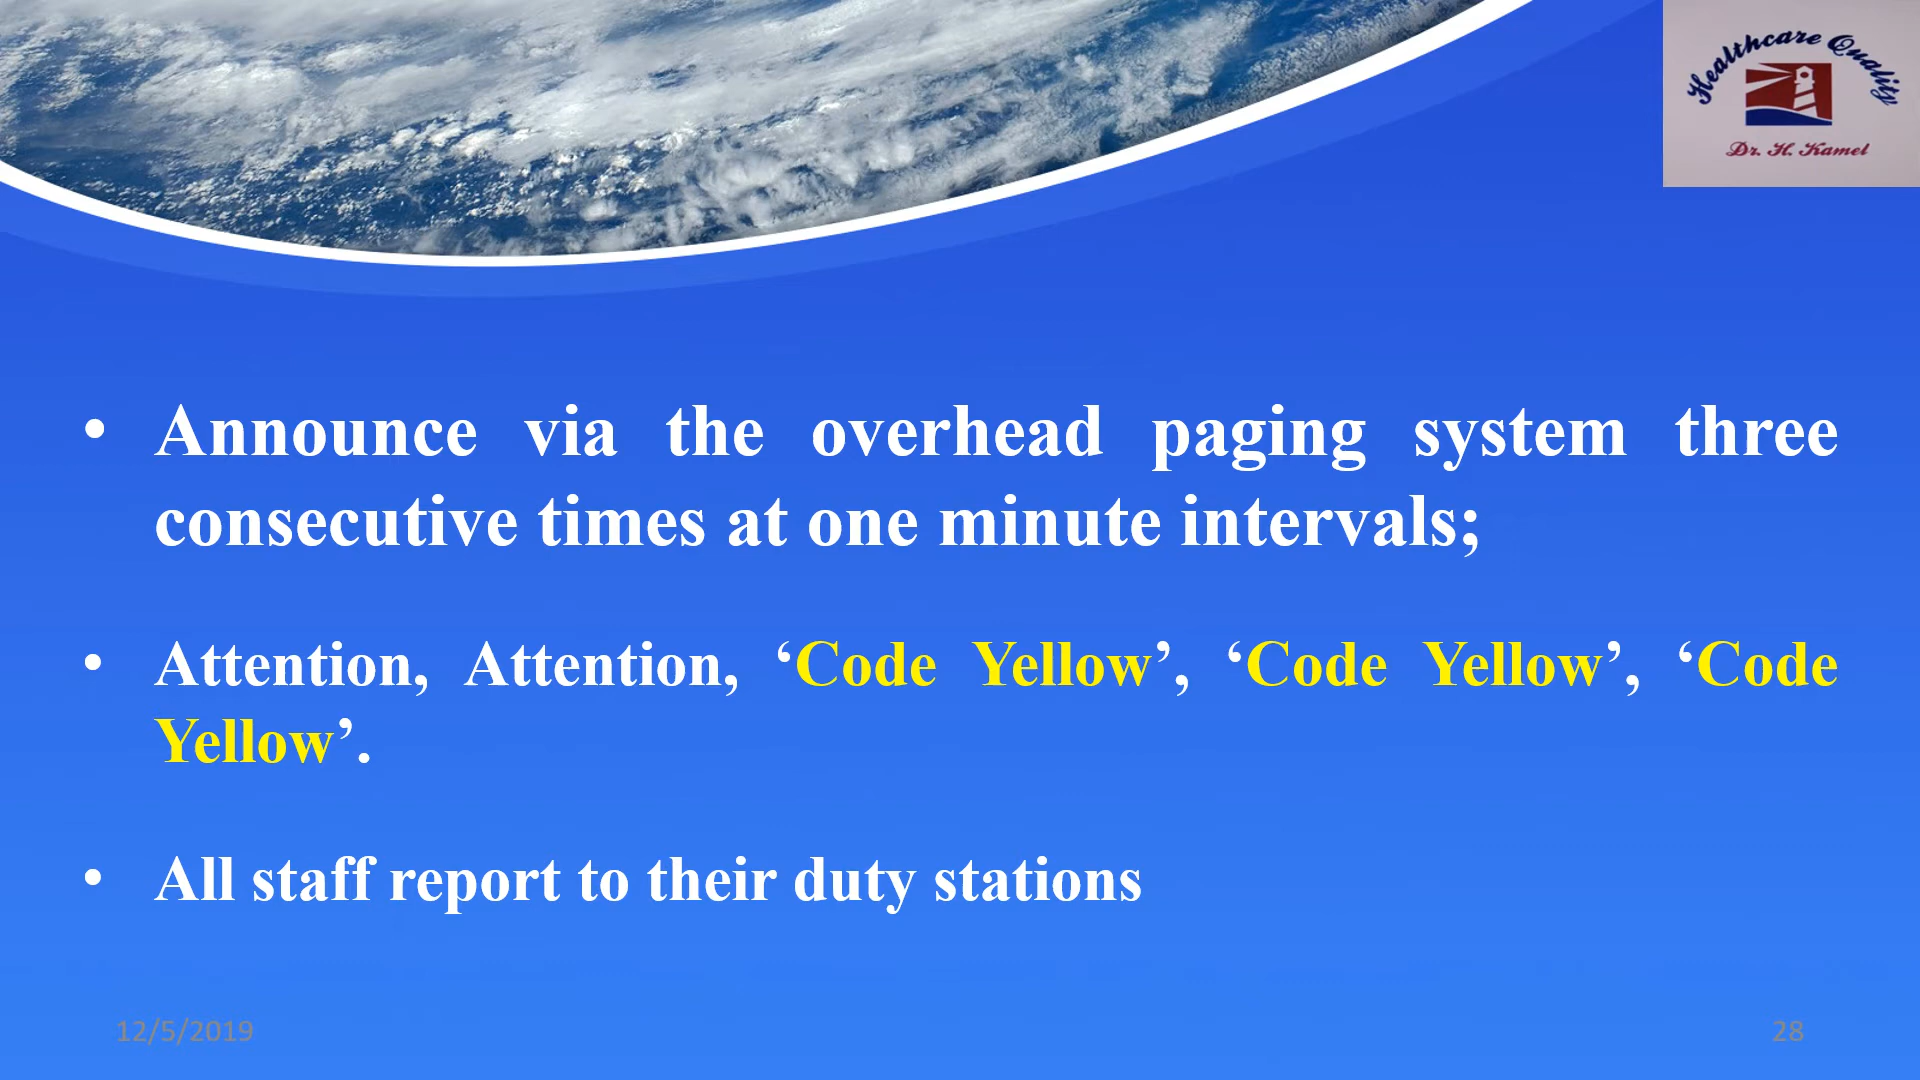 Healthcare Quality
Dr. H. Kamel
• Announce via the overhead paging system three
consecutive times at one minute intervals;
• Attention, Attention, ‘Code Yellow’, ‘Code Yellow’, ‘Code
Yellow’.
• All staff report to their duty stations
12/5/2019
28